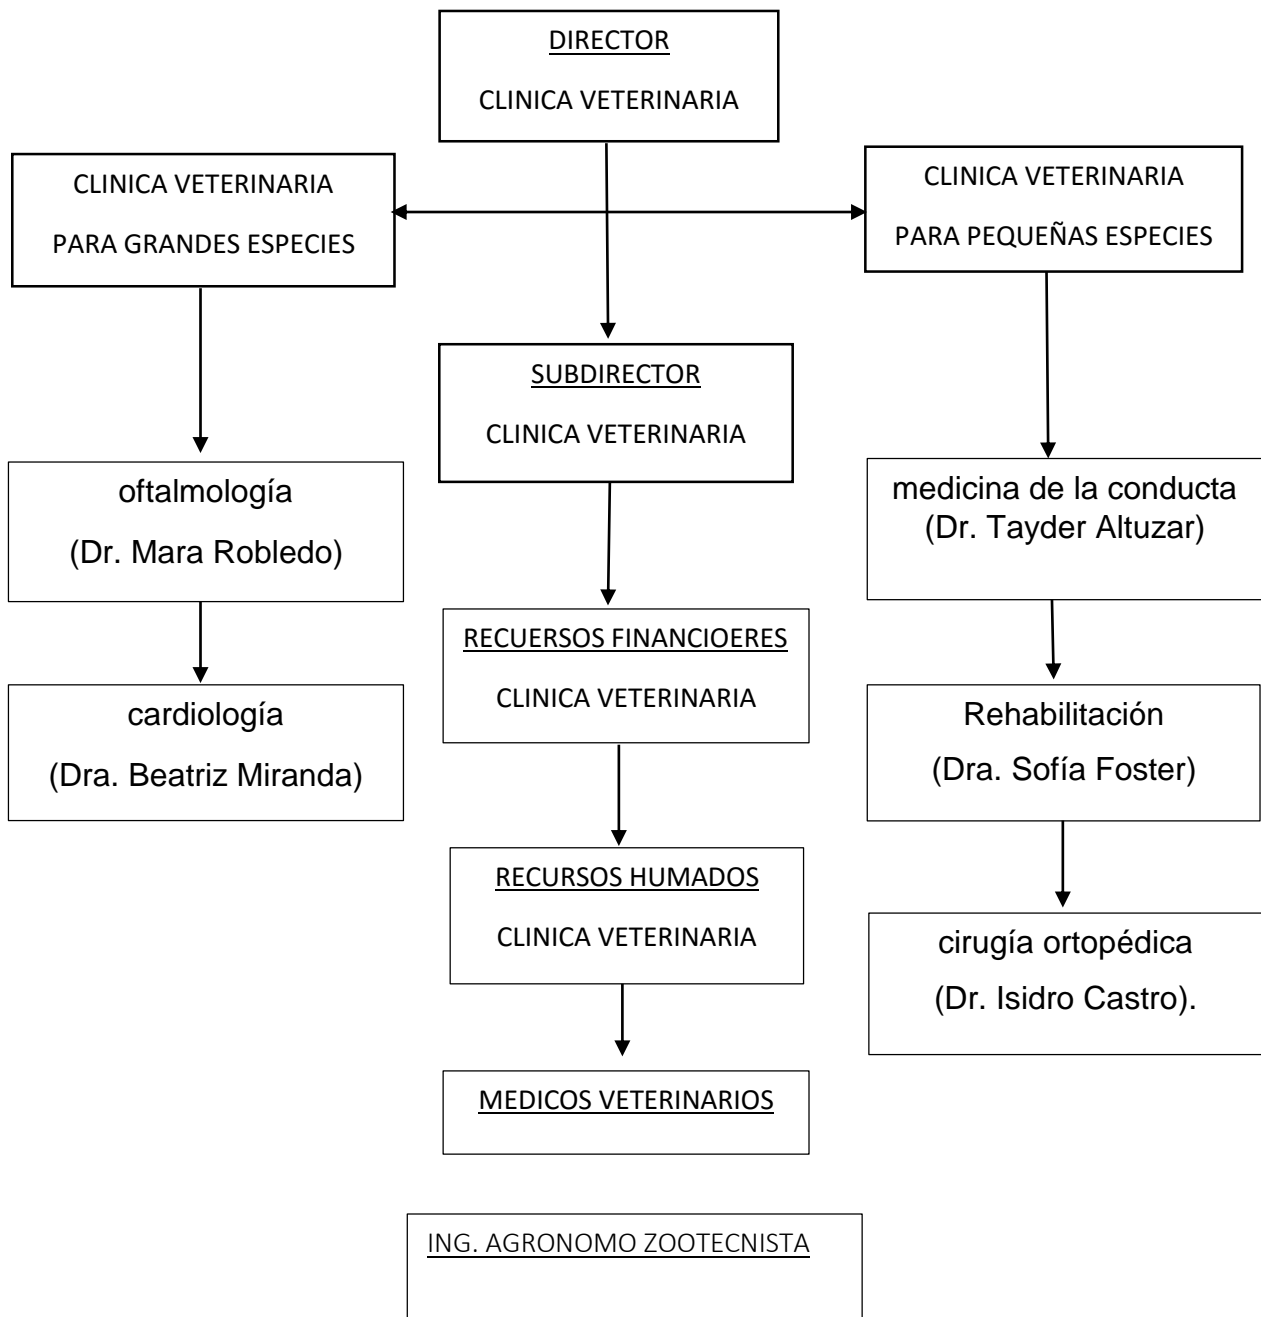 DIRECTOR
CLINICA VETERINARIA
CLINICA VETERINARIA
PARA GRANDES ESPECIES
CLINICA VETERINARIA
PARA PEQUEÑAS ESPECIES
SUBDIRECTOR
CLINICA VETERINARIA
oftalmología
(Dr. Mara Robledo)
medicina de la conducta
(Dr. Tayder Altuzar)
RECUERSOS FINANCIOERES
CLINICA VETERINARIA
cardiología
(Dra. Beatriz Miranda)
Rehabilitación
(Dra. Sofía Foster)
RECURSOS HUMADOS
CLINICA VETERINARIA
cirugía ortopédica
(Dr. Isidro Castro).
MEDICOS VETERINARIOS
ING. AGRONOMO ZOOTECNISTA